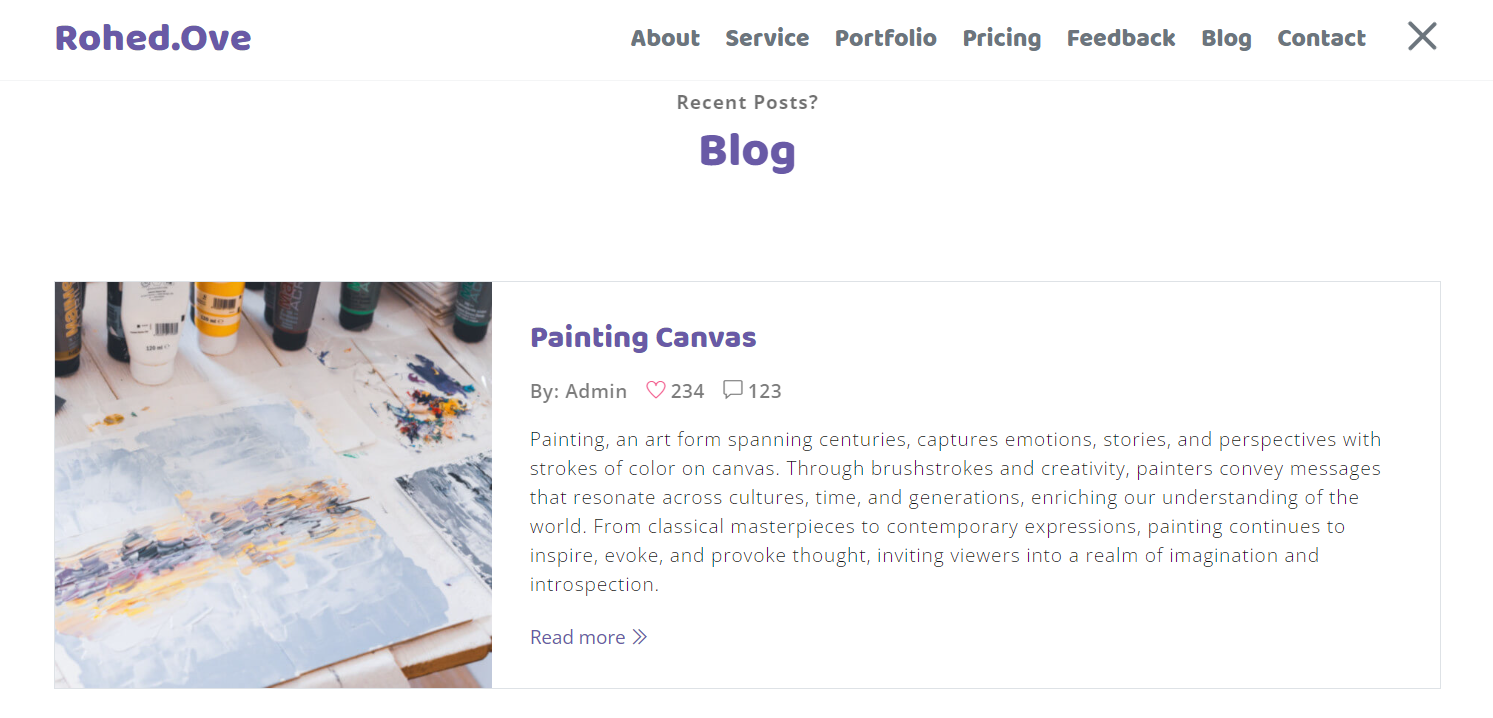 Rohed.Ove
About Service Portfolio Pricing Feedback Blog Contact
Recent Posts?
Blog
120 ml
Painting Canvas
By: Admin 234 123
Painting, an art form spanning centuries, captures emotions, stories, and perspectives with
strokes of color on canvas. Through brushstrokes and creativity, painters convey messages
that resonate across cultures, time, and generations, enriching our understanding of the
world. From classical masterpieces to contemporary expressions, painting continues to
inspire, evoke, and provoke thought, inviting viewers into a realm of imagination and
introspection.
Read more